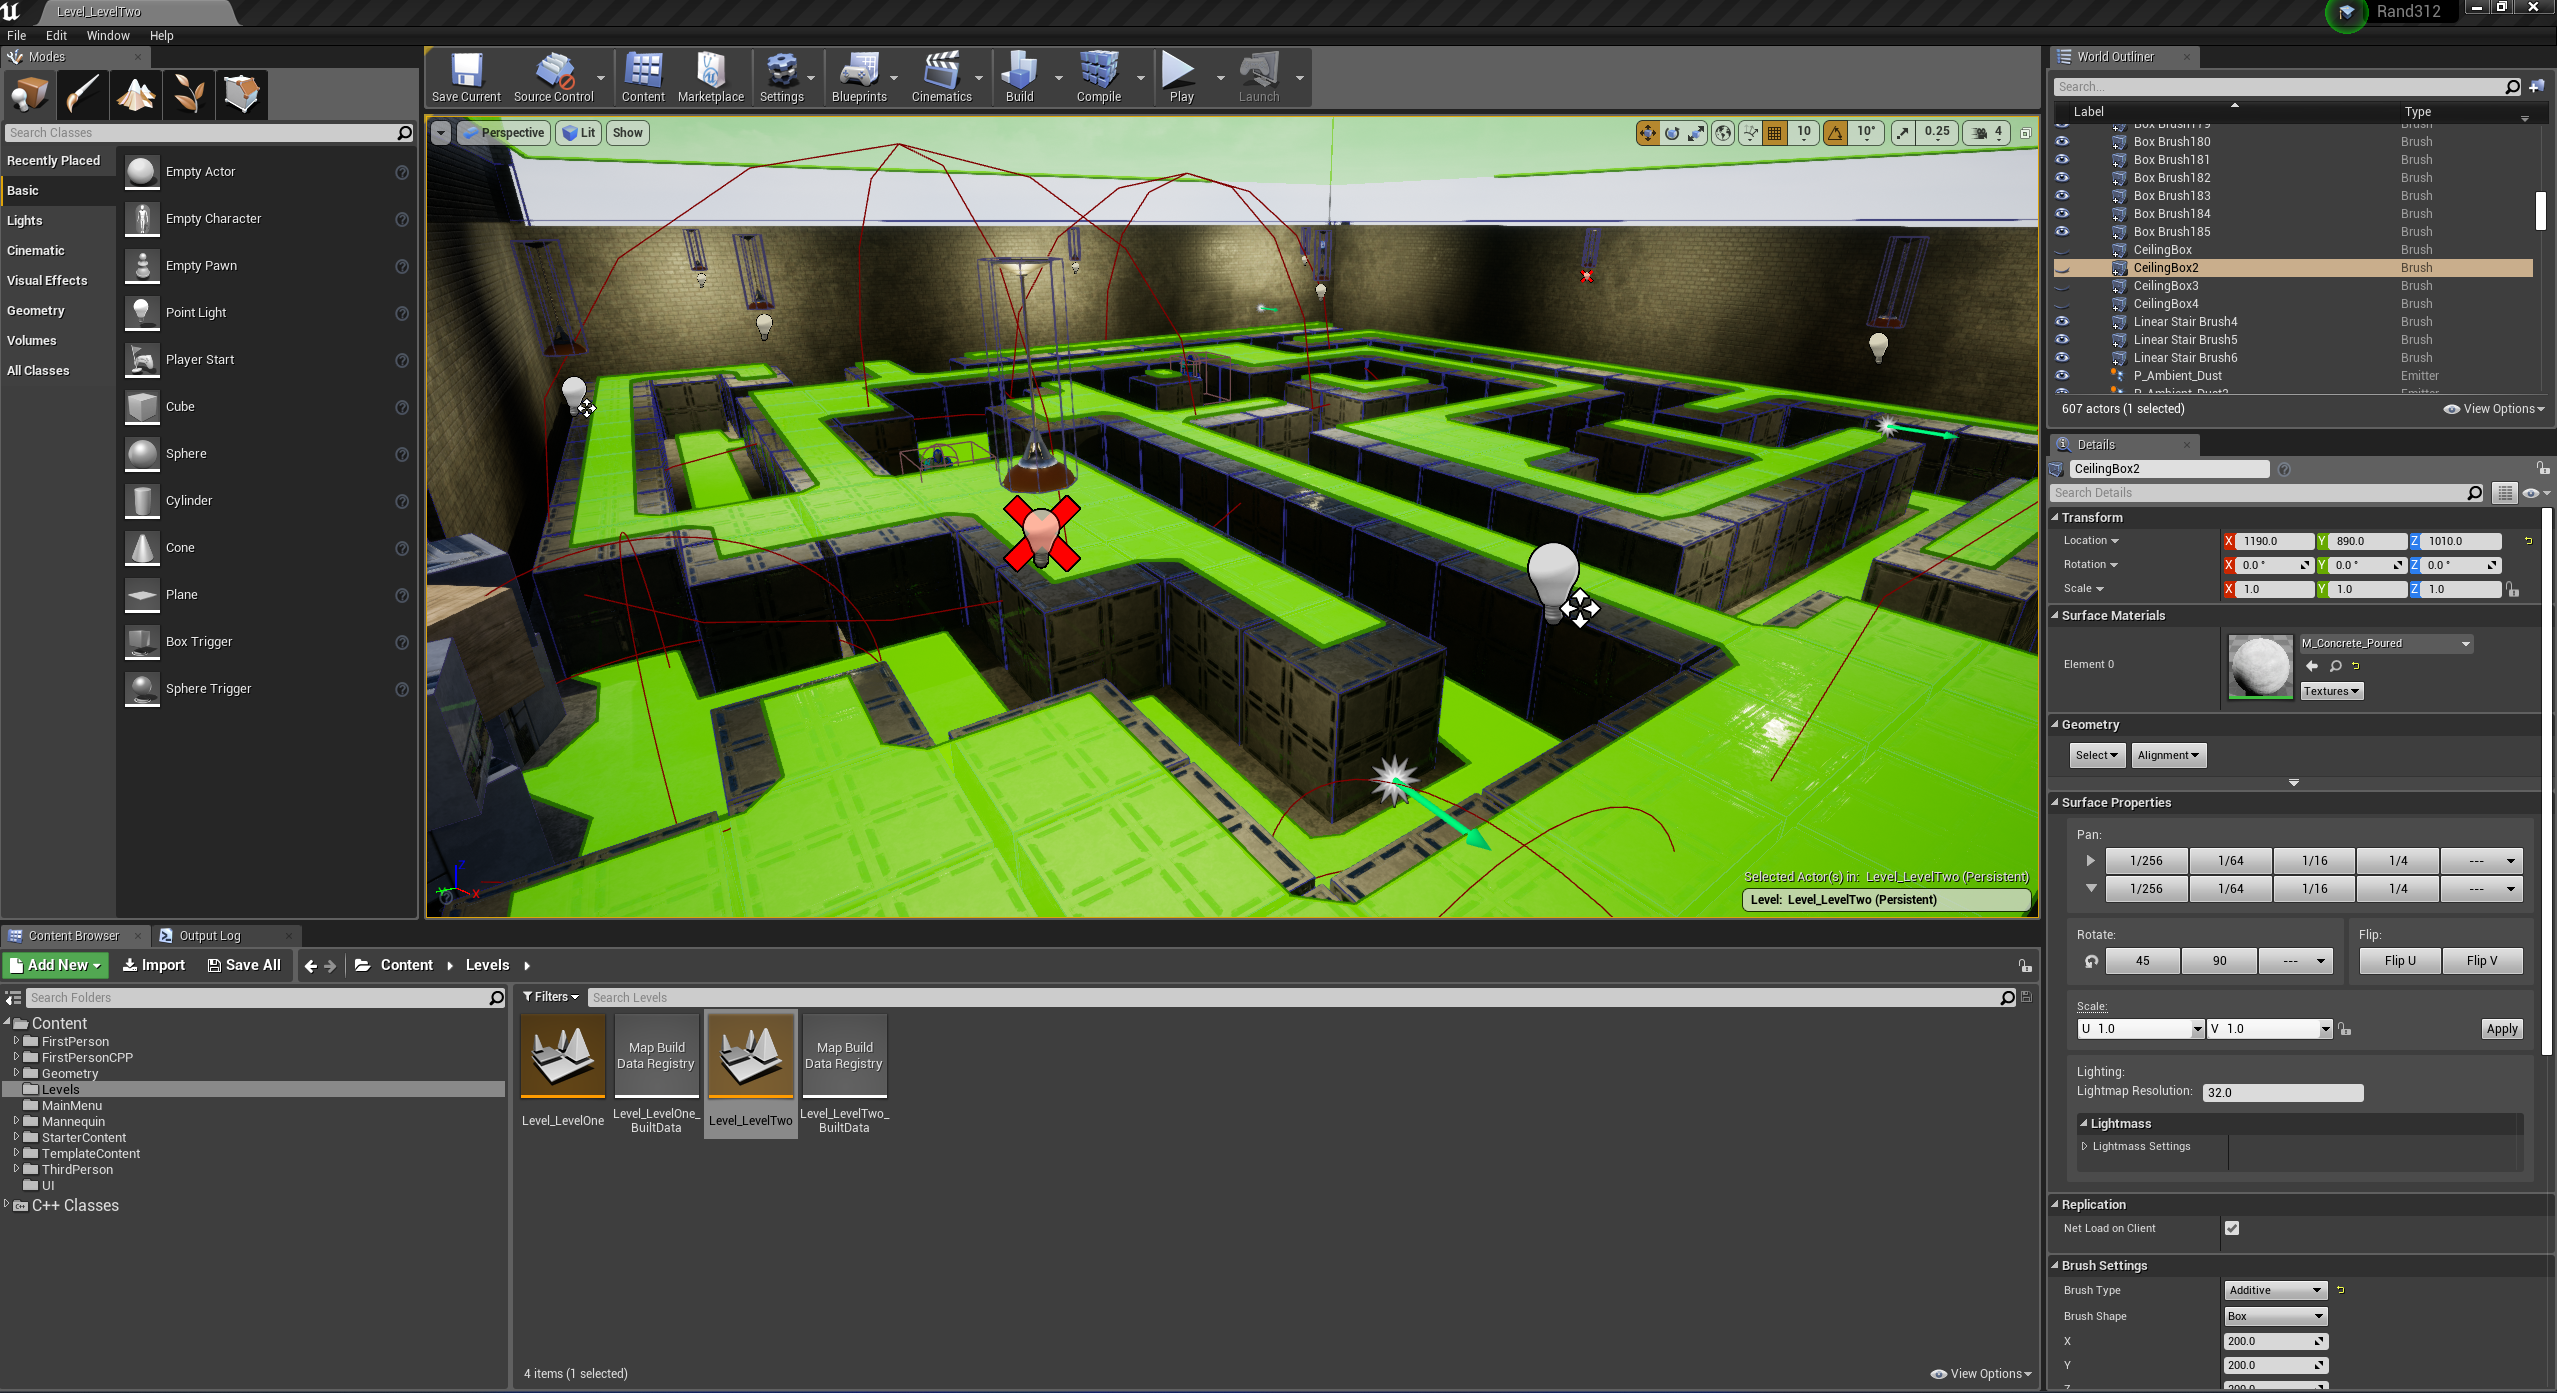 Level_LevelTwo
Rand312
File Edit Window Help
Modes
Search Classes
Recently Placed
Basic
Lights
Cinematic
Visual Effects
Geometry
Volumes
All Classes
Empty Actor
Empty Character
Empty Pawn
Point Light
Player Start
Cube
Sphere
Cylinder
Cone
Plane
Box Trigger
Sphere Trigger
Save Current Source Control Content Marketplace Settings Blueprints Cinematics Build Compile Play Launch
Perspective Lit Show
10 10° 0.25 4
Selected Actor(s) in: Level_LevelTwo (Persistent)
Level: Level_LevelTwo (Persistent)
World Outliner
Search...
Label Type
Box Brush179 Brush
Box Brush180 Brush
Box Brush181 Brush
Box Brush182 Brush
Box Brush183 Brush
Box Brush184 Brush
Box Brush185 Brush
CeilingBox Brush
CeilingBox2 Brush
CeilingBox3 Brush
CeilingBox4 Brush
Linear Stair Brush4 Brush
Linear Stair Brush5 Brush
Linear Stair Brush6 Brush
P_Ambient_Dust Emitter
607 actors (1 selected) View Options
Details
CeilingBox2
Search Details
Transform
Location X 1190.0 Y 890.0 Z 1010.0
Rotation X 0.0 ° Y 0.0 ° Z 0.0 °
Scale X 1.0 Y 1.0 Z 1.0
Surface Materials
Element 0
M_Concrete_Poured
Textures
Geometry
Select Alignment
Surface Properties
Pan:
1/256 1/64 1/16 1/4 ---
1/256 1/64 1/16 1/4 ---
Rotate: Flip:
45 90 --- Flip U Flip V
Scale:
U 1.0 V 1.0 Apply
Lighting:
Lightmap Resolution: 32.0
Lightmass
Lightmass Settings
Replication
Net Load on Client
Brush Settings
Brush Type Additive
Brush Shape Box
X 200.0
Y 200.0
Z 200.0
Content Browser Output Log
Add New Import Save All Content Levels
Search Folders
Content
FirstPerson
FirstPersonCPP
Geometry
Levels
MainMenu
Mannequin
StarterContent
TemplateContent
ThirdPerson
UI
C++ Classes
Filters Search Levels
Map Build
Data Registry
Map Build
Data Registry
Level_LevelOne
Level_LevelOne_
BuiltData
Level_LevelTwo
Level_LevelTwo_
BuiltData
4 items (1 selected) View Options